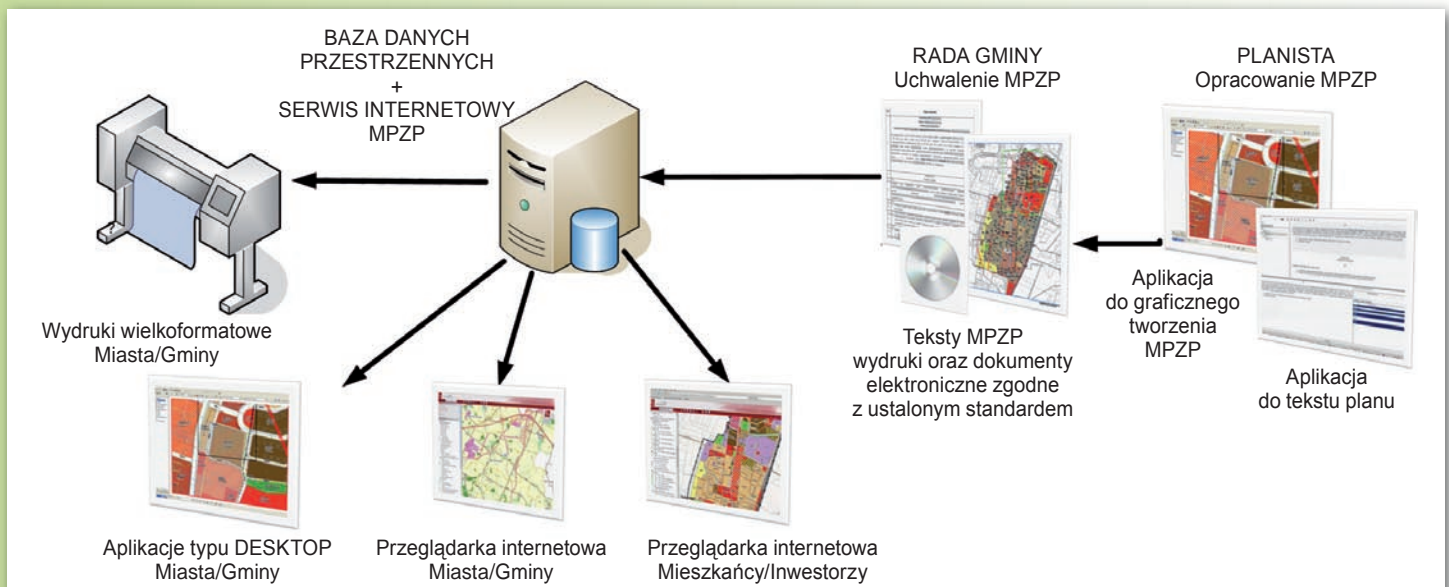 BAZA DANYCH
PRZESTRZENNYCH
+
SERWIS INTERNETOWY
MPZP
RADA GMINY
Uchwalenie MPZP
PLANISTA
Opracowanie MPZP
Wydruki wielkoformatowe
Miasta/Gminy
Teksty MPZP
wydruki oraz dokumenty
elektroniczne zgodne
z ustalonym standardem
Aplikacja
do graficznego
tworzenia
MPZP
Aplikacja
do tekstu planu
Aplikacje typu DESKTOP
Miasta/Gminy
Przeglądarka internetowa
Miasta/Gminy
Przeglądarka internetowa
Mieszkańcy/Inwestorzy